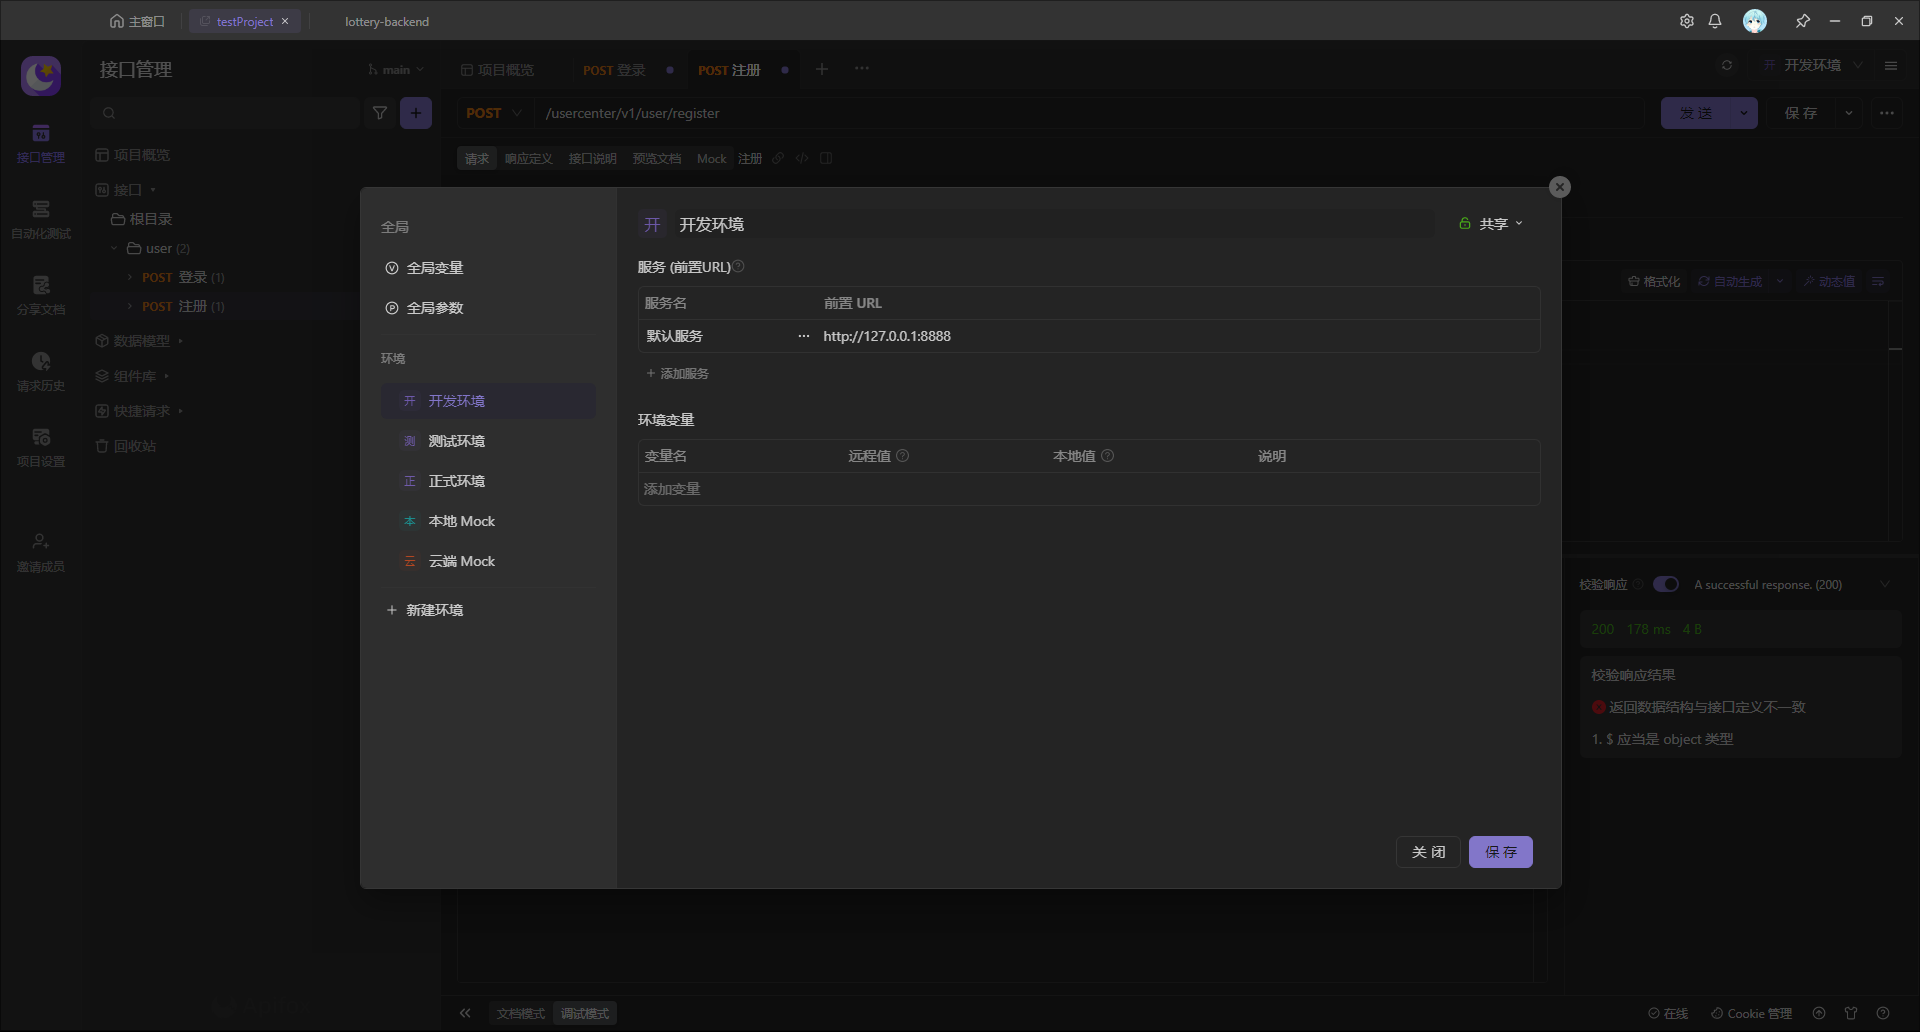 主窗口
testProject
lottery-backend
接口管理
main
项目概览
POST 登录
POST 注册
开 开发环境
POST
/usercenter/v1/user/register
发 送
保 存
请求
响应定义
接口说明
预览文档
Mock
注册
接口管理
自动化测试
分享文档
请求历史
项目设置
邀请成员
项目概览
接口
根目录
user (2)
POST 登录 (1)
POST 注册 (1)
数据模型
组件库
快捷请求
回收站
全局
全局变量
全局参数
环境
开 开发环境
测 测试环境
正 正式环境
本 本地 Mock
云 云端 Mock
新建环境
开 开发环境
共享
服务 (前置URL)
服务名 前置 URL
默认服务 http://127.0.0.1:8888
添加服务
环境变量
变量名 远程值 本地值 说明
添加变量
关 闭
保 存
格式化
自动生成
动态值
校验响应
A successful response. (200)
200 178 ms 4 B
校验响应结果
返回数据结构与接口定义不一致
1. $ 应当是 object 类型
文档模式
调试模式
在线
Cookie 管理